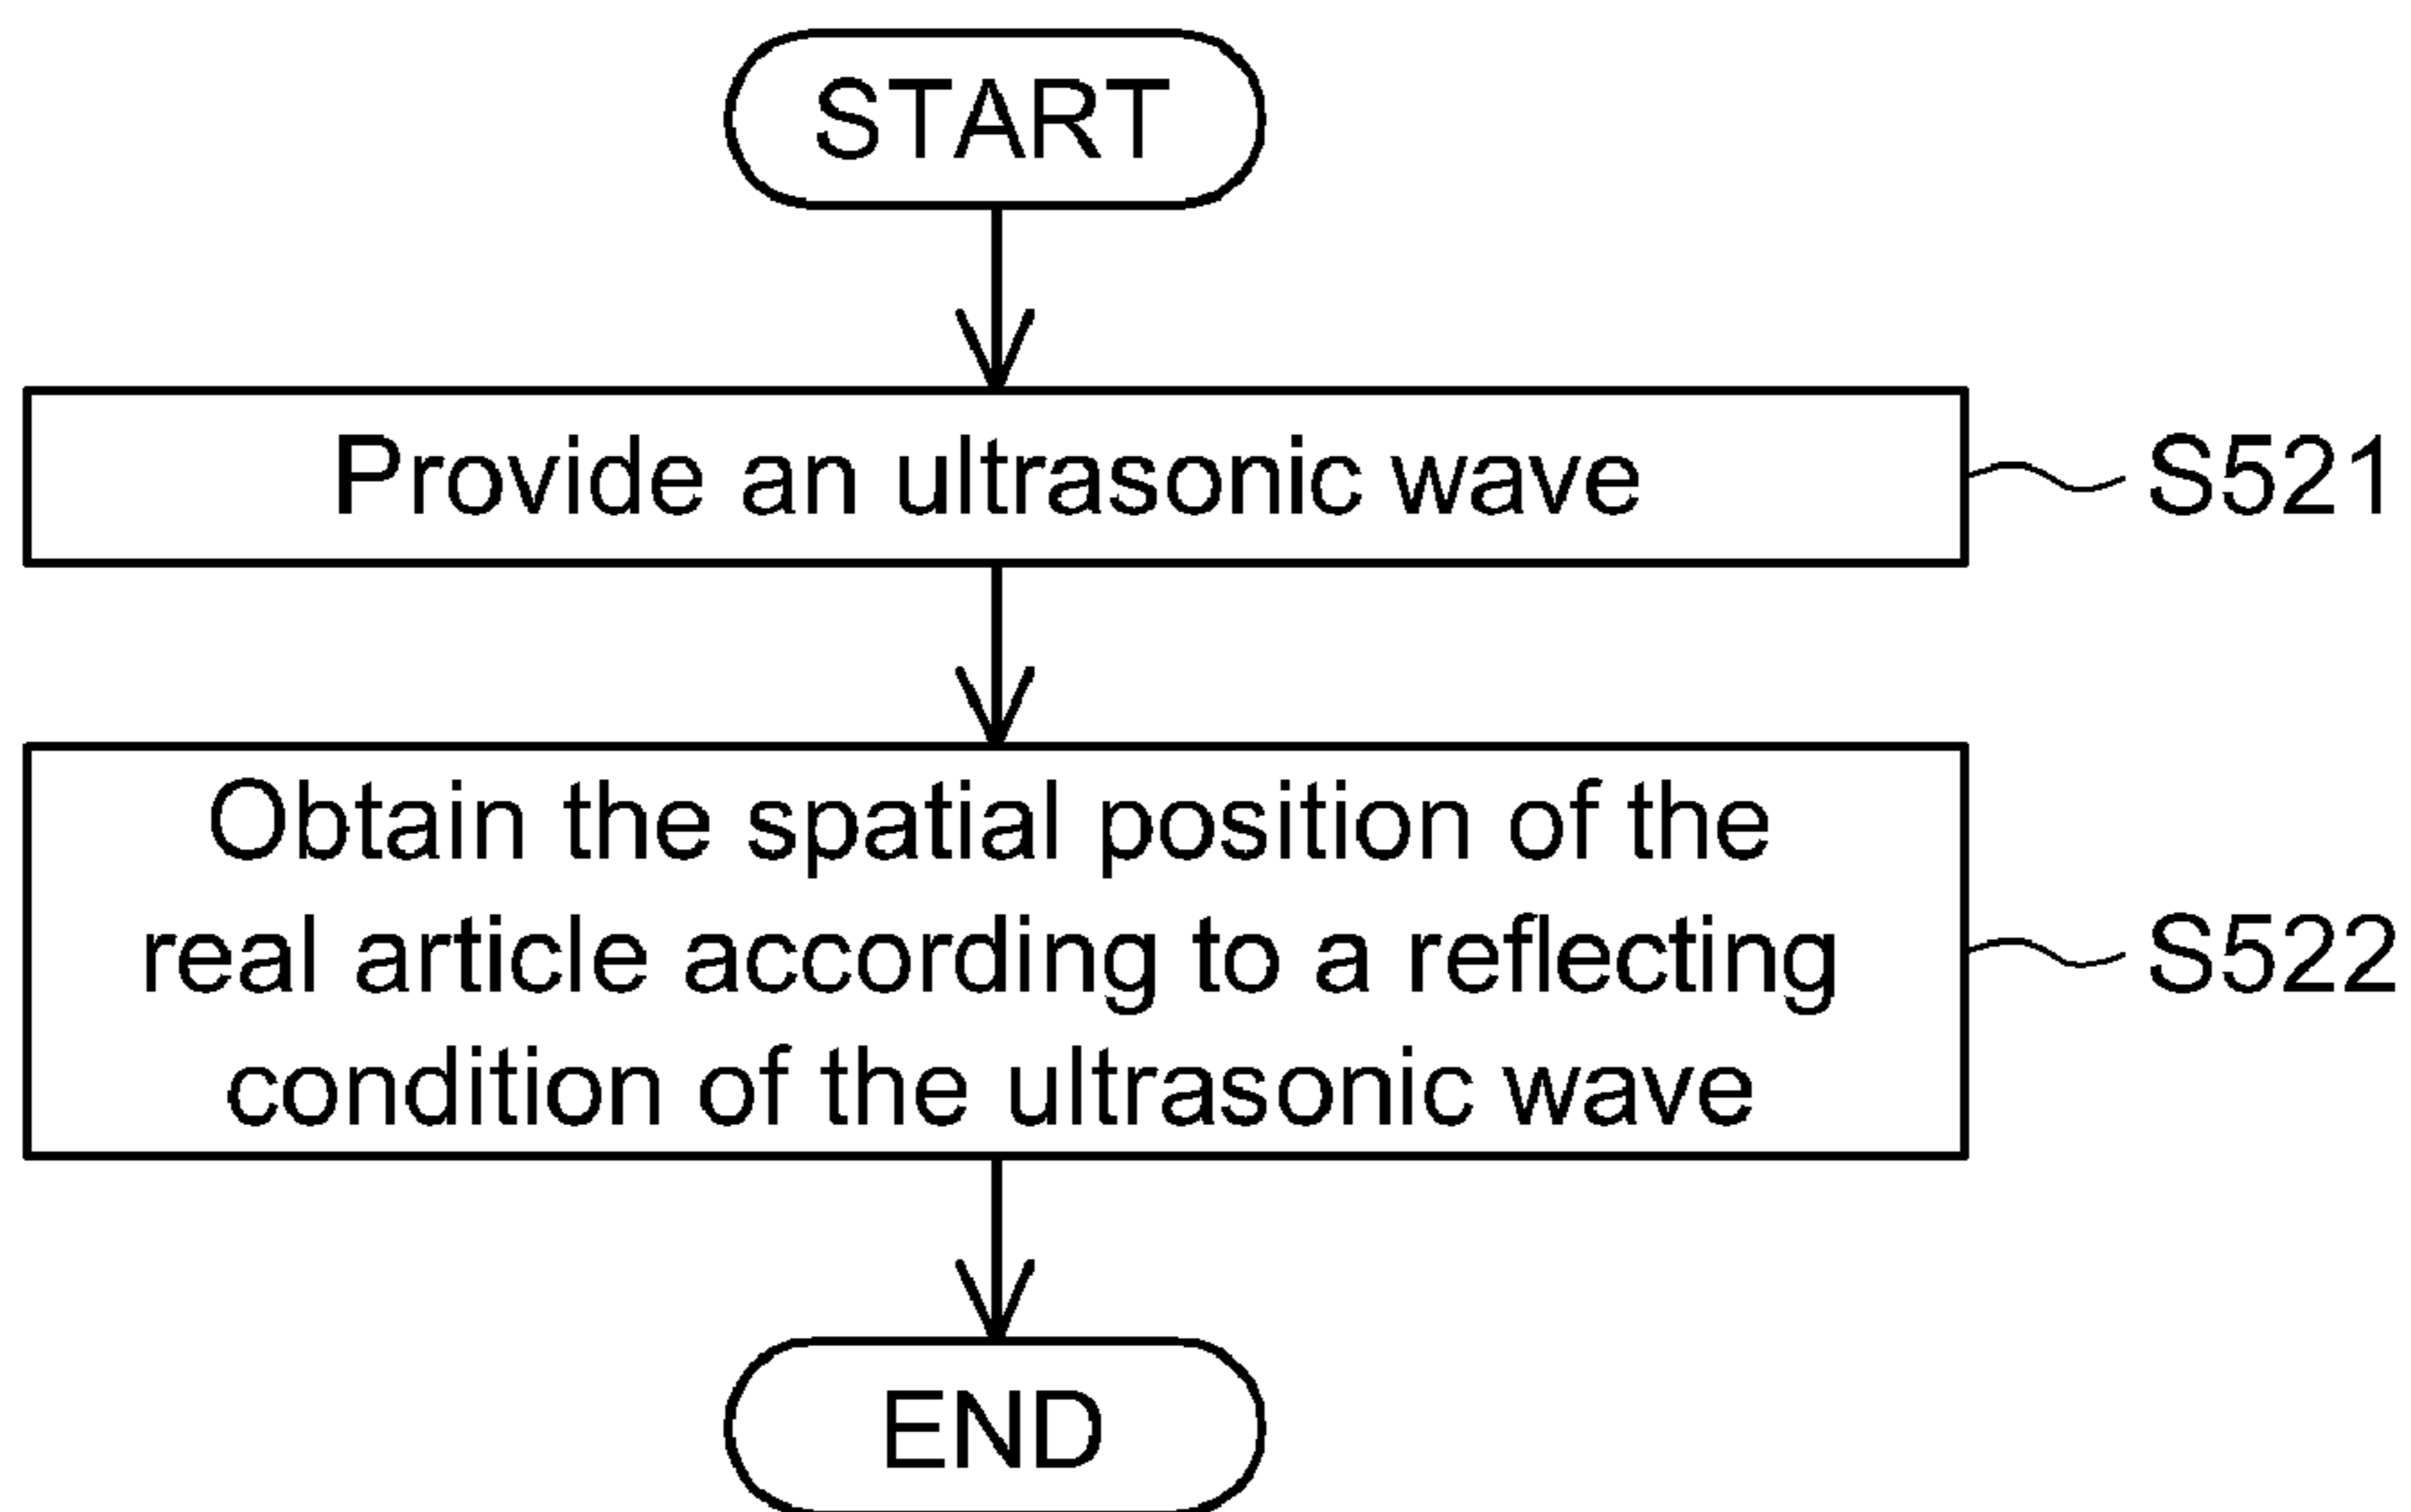 START
Provide an ultrasonic wave
S521
Obtain the spatial position of the
real article according to a reflecting
S522
condition of the ultrasonic wave
END